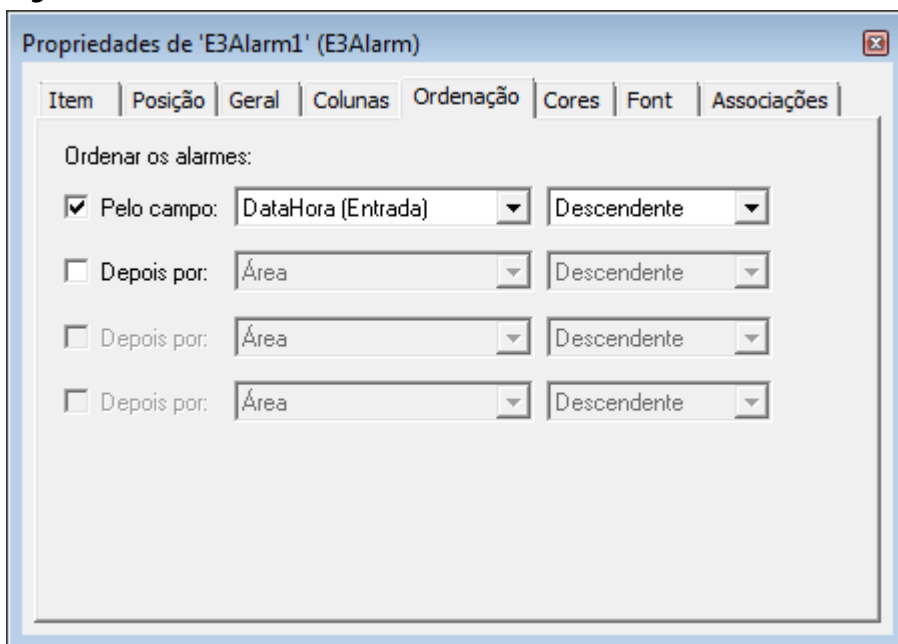 Propriedades de 'E3Alarm1' (E3Alarm)
Item Posição Geral Colunas Ordenação Cores Font Associações
Ordenar os alarmes:
Pelo campo: DataHora (Entrada) Descendente
Depois por: Área Descendente
Depois por: Área Descendente
Depois por: Área Descendente